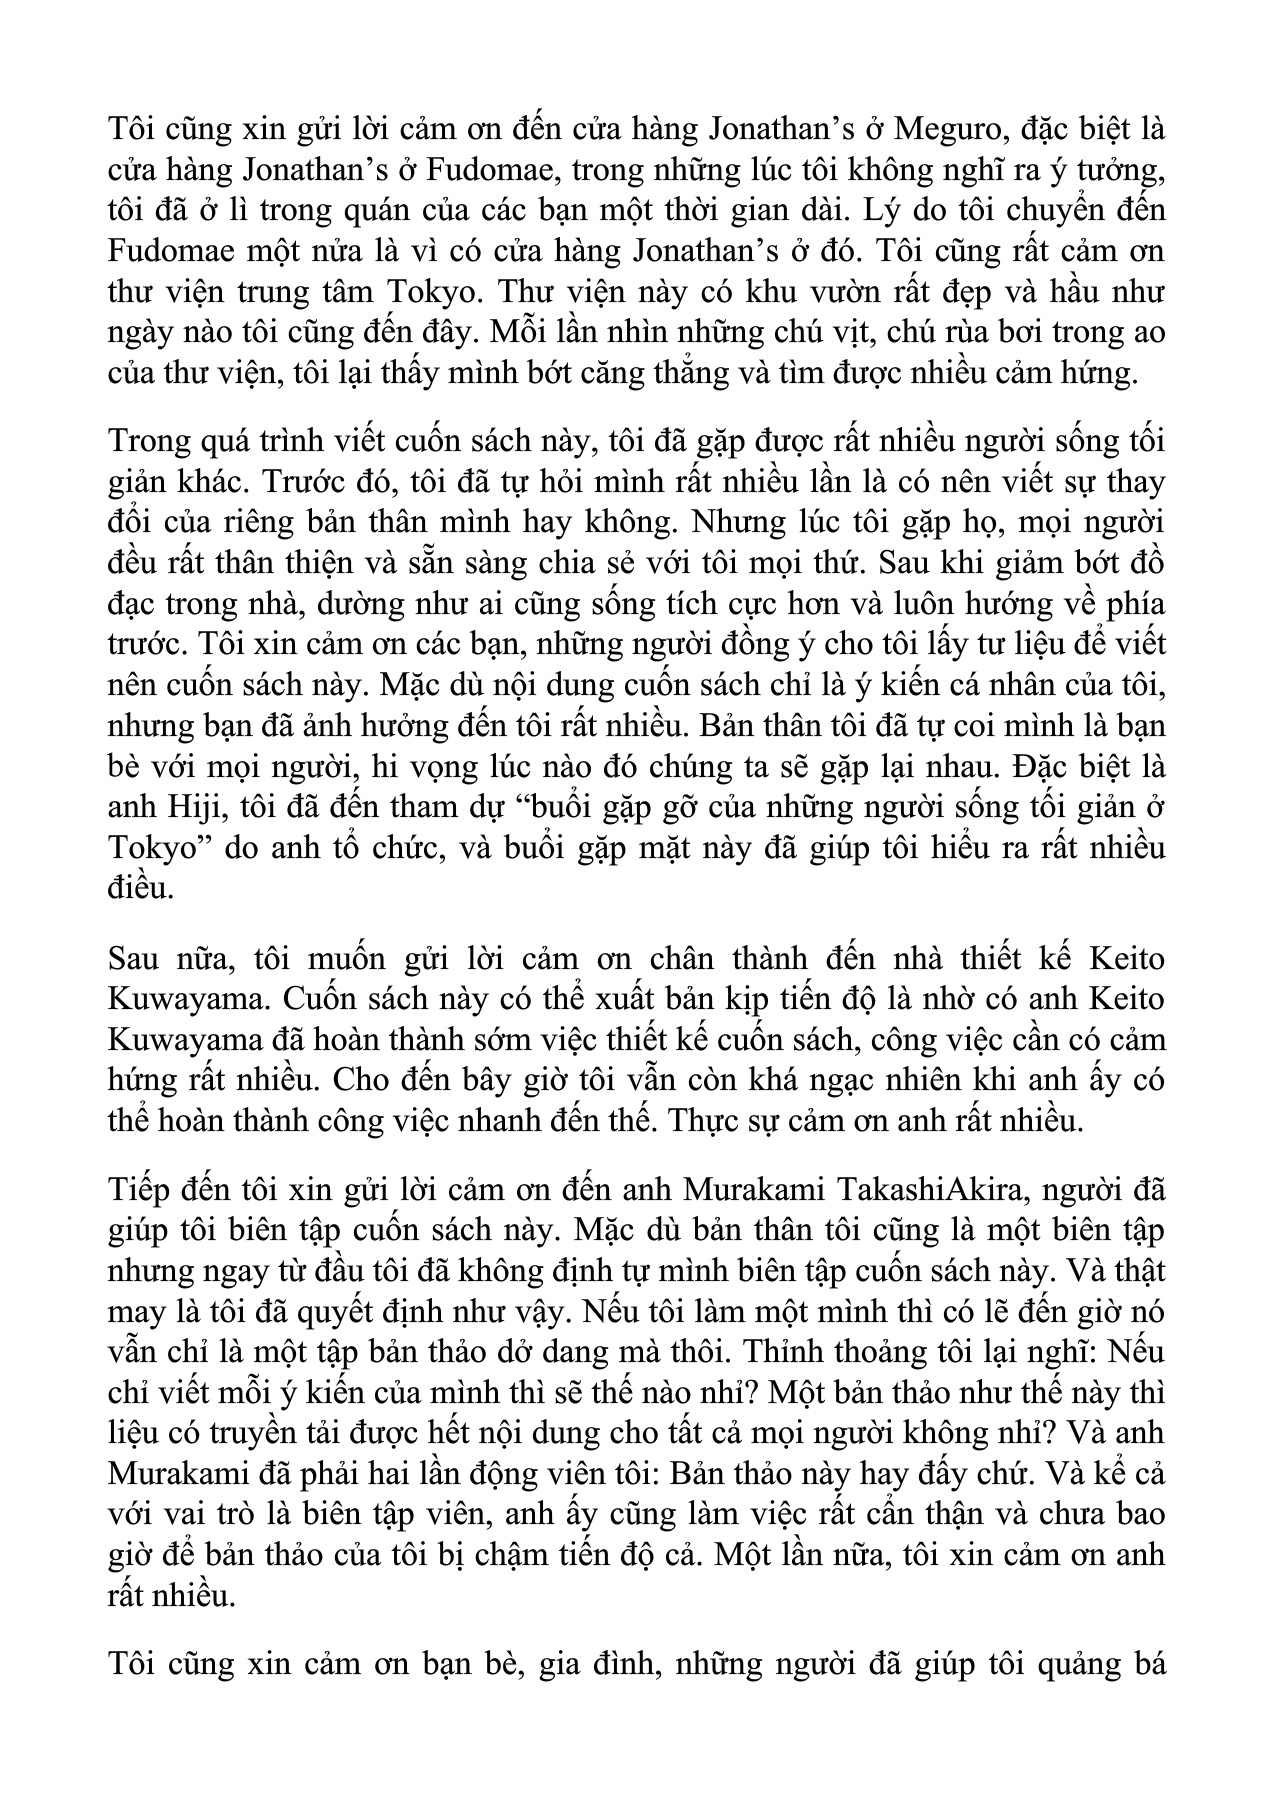 Tôi cũng xin gửi lời cảm ơn đến cửa hàng Jonathan’s ở Meguro, đặc biệt là
cửa hàng Jonathan’s ở Fudomae, trong những lúc tôi không nghĩ ra ý tưởng,
tôi đã ở lì trong quán của các bạn một thời gian dài. Lý do tôi chuyển đến
Fudomae một nửa là vì có cửa hàng Jonathan’s ở đó. Tôi cũng rất cảm ơn
thư viện trung tâm Tokyo. Thư viện này có khu vườn rất đẹp và hầu như
ngày nào tôi cũng đến đây. Mỗi lần nhìn những chú vịt, chú rùa bơi trong ao
của thư viện, tôi lại thấy mình bớt căng thẳng và tìm được nhiều cảm hứng.
Trong quá trình viết cuốn sách này, tôi đã gặp được rất nhiều người sống tối
giản khác. Trước đó, tôi đã tự hỏi mình rất nhiều lần là có nên viết sự thay
đổi của riêng bản thân mình hay không. Nhưng lúc tôi gặp họ, mọi người
đều rất thân thiện và sẵn sàng chia sẻ với tôi mọi thứ. Sau khi giảm bớt đồ
đạc trong nhà, dường như ai cũng sống tích cực hơn và luôn hướng về phía
trước. Tôi xin cảm ơn các bạn, những người đồng ý cho tôi lấy tư liệu để viết
nên cuốn sách này. Mặc dù nội dung cuốn sách chỉ là ý kiến cá nhân của tôi,
nhưng bạn đã ảnh hưởng đến tôi rất nhiều. Bản thân tôi đã tự coi mình là bạn
bè với mọi người, hi vọng lúc nào đó chúng ta sẽ gặp lại nhau. Đặc biệt là
anh Hiji, tôi đã đến tham dự “buổi gặp gỡ của những người sống tối giản ở
Tokyo” do anh tổ chức, và buổi gặp mặt này đã giúp tôi hiểu ra rất nhiều
điều.
Sau nữa, tôi muốn gửi lời cảm ơn chân thành đến nhà thiết kế Keito
Kuwayama. Cuốn sách này có thể xuất bản kịp tiến độ là nhờ có anh Keito
Kuwayama đã hoàn thành sớm việc thiết kế cuốn sách, công việc cần có cảm
hứng rất nhiều. Cho đến bây giờ tôi vẫn còn khá ngạc nhiên khi anh ấy có
thể hoàn thành công việc nhanh đến thế. Thực sự cảm ơn anh rất nhiều.
Tiếp đến tôi xin gửi lời cảm ơn đến anh Murakami TakashiAkira, người đã
giúp tôi biên tập cuốn sách này. Mặc dù bản thân tôi cũng là một biên tập
nhưng ngay từ đầu tôi đã không định tự mình biên tập cuốn sách này. Và thật
may là tôi đã quyết định như vậy. Nếu tôi làm một mình thì có lẽ đến giờ nó
vẫn chỉ là một tập bản thảo dở dang mà thôi. Thỉnh thoảng tôi lại nghĩ: Nếu
chỉ viết mỗi ý kiến của mình thì sẽ thế nào nhỉ? Một bản thảo như thế này thì
liệu có truyền tải được hết nội dung cho tất cả mọi người không nhỉ? Và anh
Murakami đã phải hai lần động viên tôi: Bản thảo này hay đấy chứ. Và kể cả
với vai trò là biên tập viên, anh ấy cũng làm việc rất cẩn thận và chưa bao
giờ để bản thảo của tôi bị chậm tiến độ cả. Một lần nữa, tôi xin cảm ơn anh
rất nhiều.
Tôi cũng xin cảm ơn bạn bè, gia đình, những người đã giúp tôi quảng bá